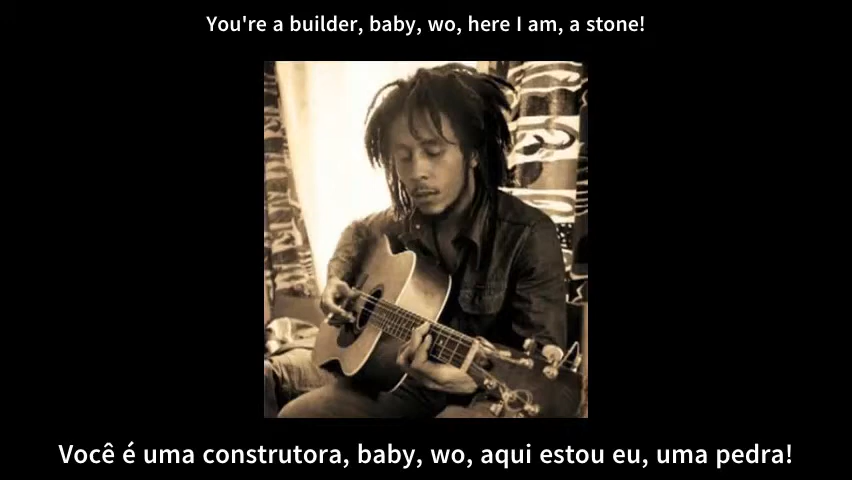 You're a builder, baby, wo, here I am, a stone!
Você é uma construtora, baby, wo, aqui estou eu, uma pedra!